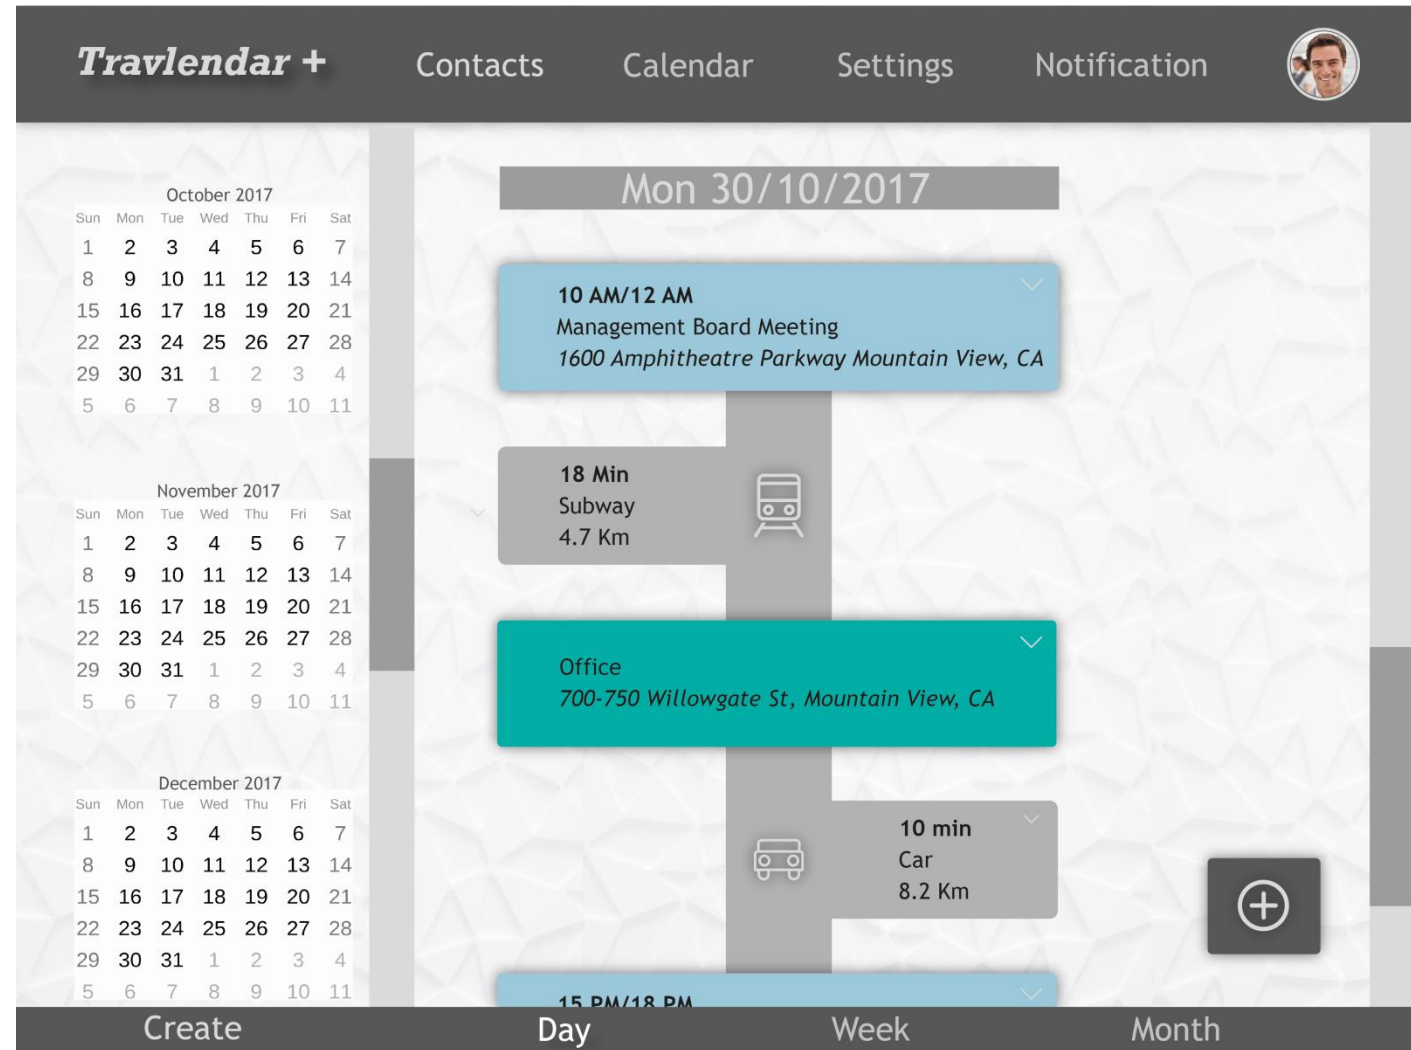 Travlendar +
Contacts
Calendar
Settings
Notification
October 2017
Sun Mon Tue Wed Thu Fri Sat
1 2 3 4 5 6 7
8 9 10 11 12 13 14
15 16 17 18 19 20 21
22 23 24 25 26 27 28
29 30 31 1 2 3 4
5 6 7 8 9 10 11
November 2017
Sun Mon Tue Wed Thu Fri Sat
1 2 3 4 5 6 7
8 9 10 11 12 13 14
15 16 17 18 19 20 21
22 23 24 25 26 27 28
29 30 31 1 2 3 4
5 6 7 8 9 10 11
December 2017
Sun Mon Tue Wed Thu Fri Sat
1 2 3 4 5 6 7
8 9 10 11 12 13 14
15 16 17 18 19 20 21
22 23 24 25 26 27 28
29 30 31 1 2 3 4
5 6 7 8 9 10 11
Mon 30/10/2017
10 AM/12 AM
Management Board Meeting
1600 Amphitheatre Parkway Mountain View, CA
18 Min
Subway
4.7 Km
Office
700-750 Willowgate St, Mountain View, CA
10 min
Car
8.2 Km
15 PM/18 PM
Create
Day
Week
Month